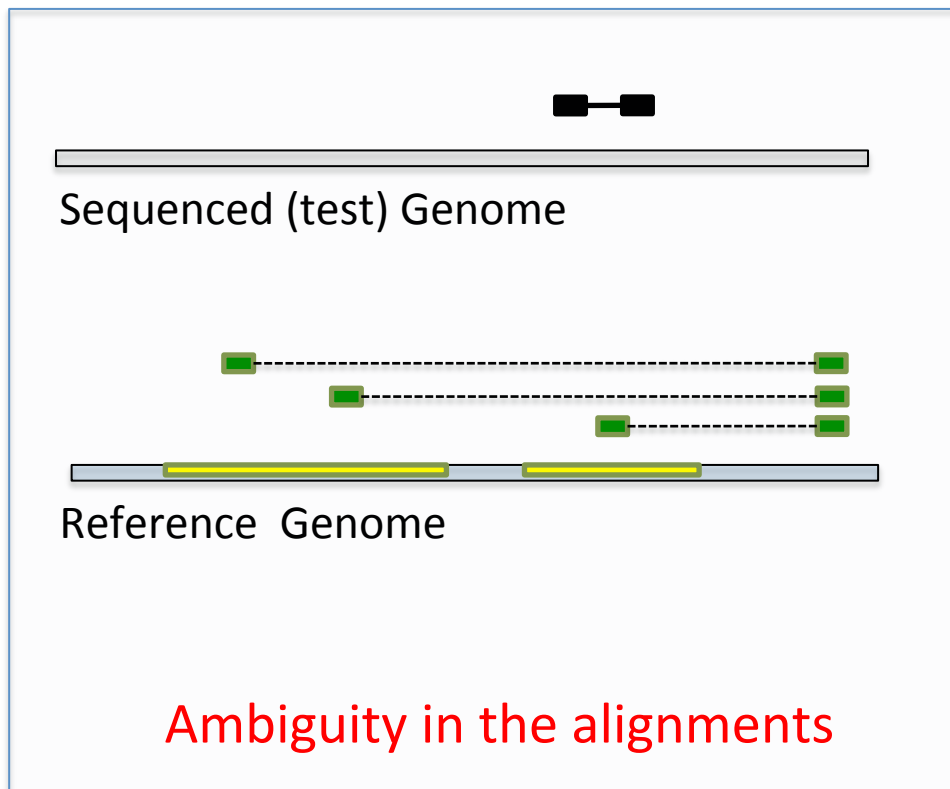 Sequenced (test) Genome
Reference Genome
Ambiguity in the alignments